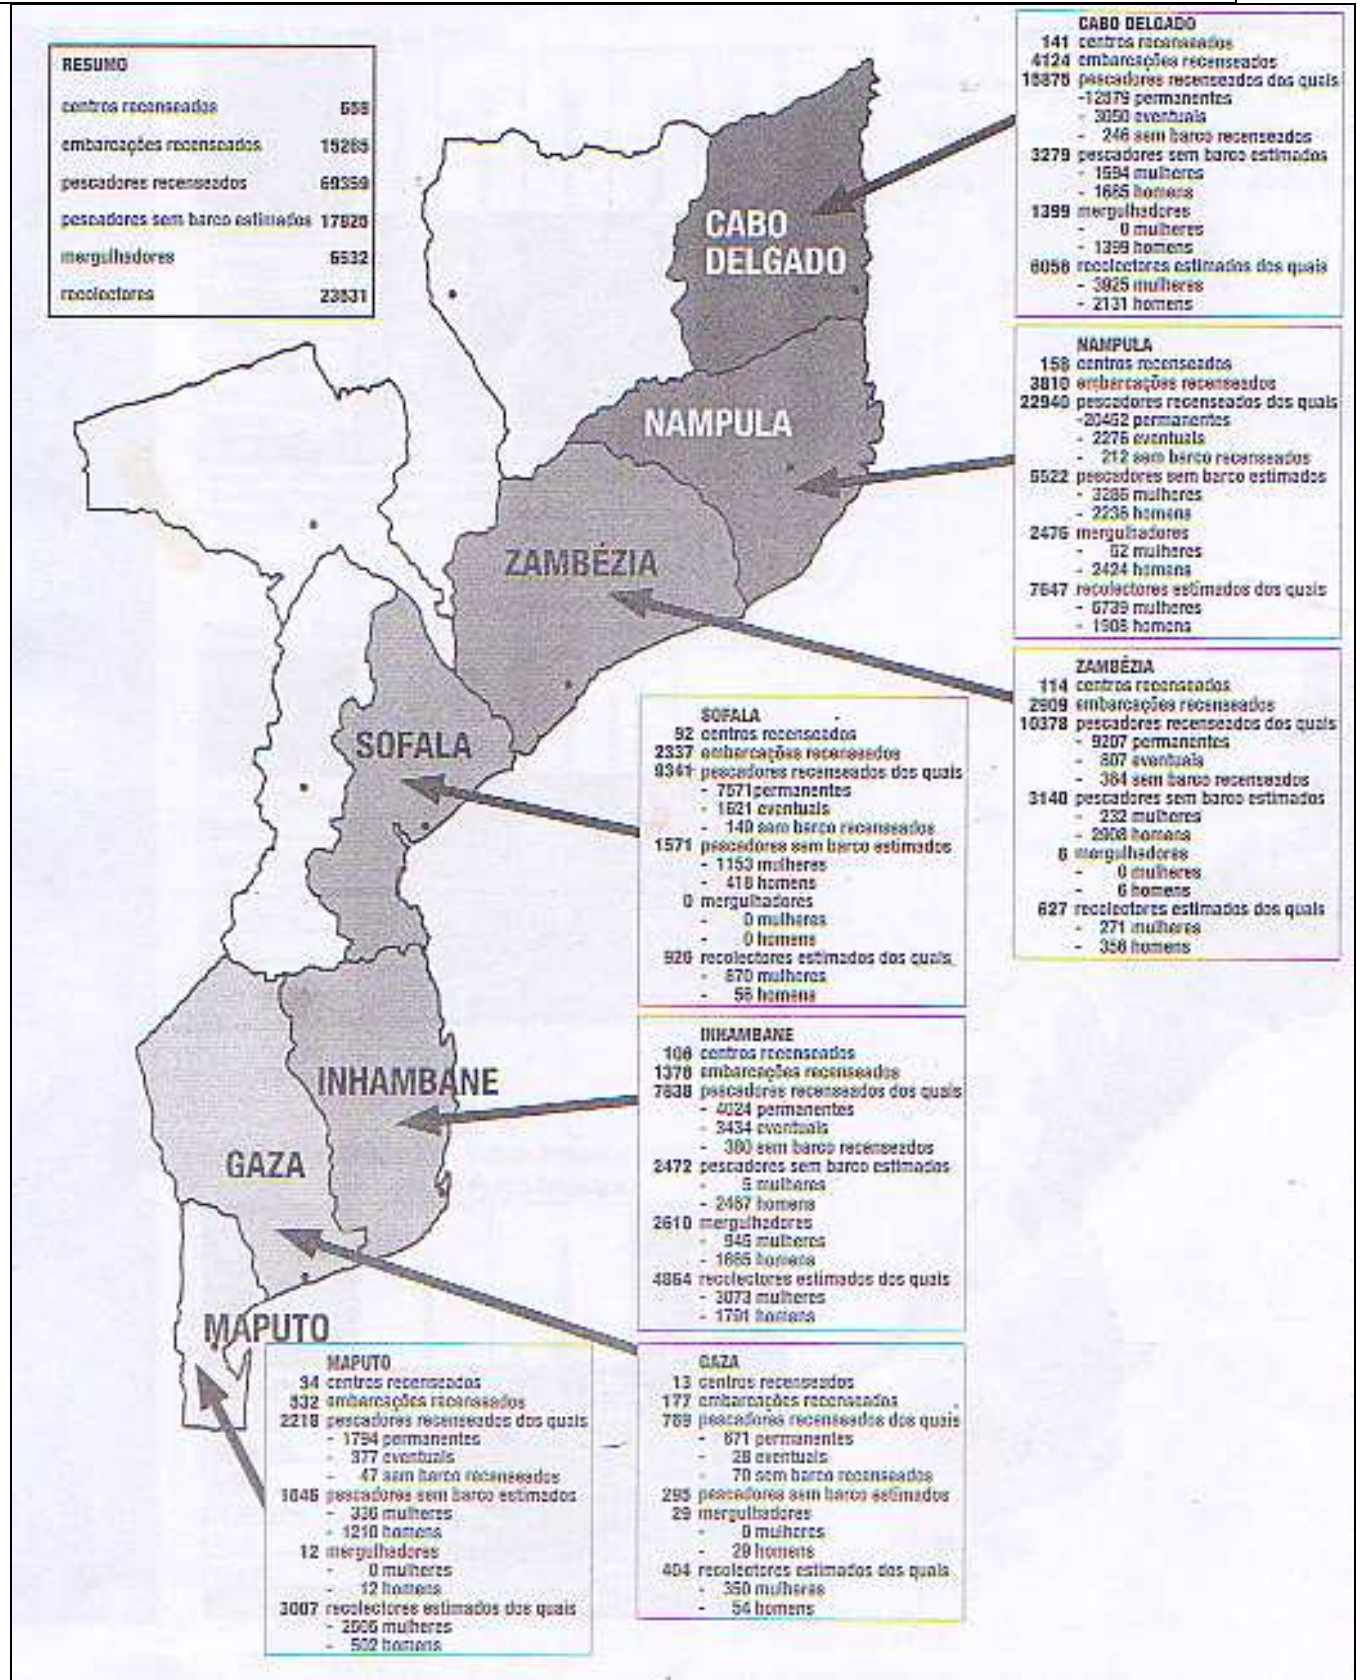 RESUMO
centros recenseados 658
embarcações recenseados 15265
pescadores recenseados 69359
pescadores sem barco estimados 17825
mergulhadores 6532
recolectores 23531
CABO DELGADO
141 centros recenseados
4124 embarcações recenseados
15875 pescadores recenseados dos quais
-12579 permanentes
- 3050 eventuais
- 246 sem barco recenseados
3279 pescadores sem barco estimados
- 1594 mulheres
- 1685 homens
1399 mergulhadores
- 0 mulheres
- 1399 homens
6056 recolectores estimados dos quais
- 3925 mulheres
- 2131 homens
CABO
DELGADO
NAMPULA
158 centros recenseados
3810 embarcações recenseados
22940 pescadores recenseados dos quais
-20452 permanentes
- 2276 eventuais
- 212 sem barco recenseados
5522 pescadores sem barco estimados
- 3286 mulheres
- 2236 homens
2476 mergulhadores
- 52 mulheres
- 2424 homens
7647 recolectores estimados dos quais
- 5739 mulheres
- 1908 homens
NAMPULA
ZAMBÉZIA
ZAMBÉZIA
114 centros recenseados
2909 embarcações recenseados
10378 pescadores recenseados dos quais
- 9207 permanentes
- 807 eventuais
- 364 sem barco recenseados
3140 pescadores sem barco estimados
- 232 mulheres
- 2908 homens
6 mergulhadores
- 0 mulheres
- 6 homens
627 recolectores estimados dos quais
- 271 mulheres
- 356 homens
SOFALA
SOFALA
92 centros recenseados
2337 embarcações recenseados
9341 pescadores recenseados dos quais
- 7571 permanentes
- 1621 eventuais
- 149 sem barco recenseados
1571 pescadores sem barco estimados
- 1153 mulheres
- 418 homens
0 mergulhadores
- 0 mulheres
- 0 homens
926 recolectores estimados dos quais
- 870 mulheres
- 56 homens
INHAMBANE
INHAMBANE
106 centros recenseados
1376 embarcações recenseados
7838 pescadores recenseados dos quais
- 4024 permanentes
- 3434 eventuais
- 380 sem barco recenseados
2472 pescadores sem barco estimados
- 5 mulheres
- 2467 homens
2610 mergulhadores
- 945 mulheres
- 1665 homens
4864 recolectores estimados dos quais
- 3073 mulheres
- 1791 homens
GAZA
MAPUTO
MAPUTO
34 centros recenseados
532 embarcações recenseados
2218 pescadores recenseados dos quais
- 1794 permanentes
- 377 eventuais
- 47 sem barco recenseados
1546 pescadores sem barco estimados
- 336 mulheres
- 1210 homens
12 mergulhadores
- 0 mulheres
- 12 homens
3007 recolectores estimados dos quais
- 2505 mulheres
- 502 homens
GAZA
13 centros recenseados
177 embarcações recenseados
769 pescadores recenseados dos quais
- 671 permanentes
- 28 eventuais
- 70 sem barco recenseados
295 pescadores sem barco estimados
29 mergulhadores
- 0 mulheres
- 29 homens
404 recolectores estimados dos quais
- 350 mulheres
- 54 homens